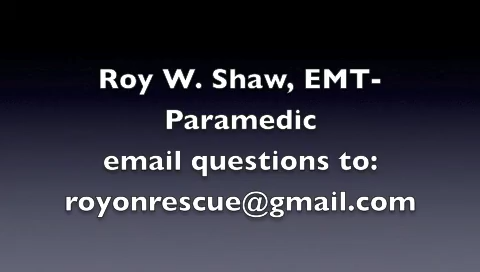 Roy W. Shaw, EMT-
Paramedic
email questions to:
royonrescue@gmail.com